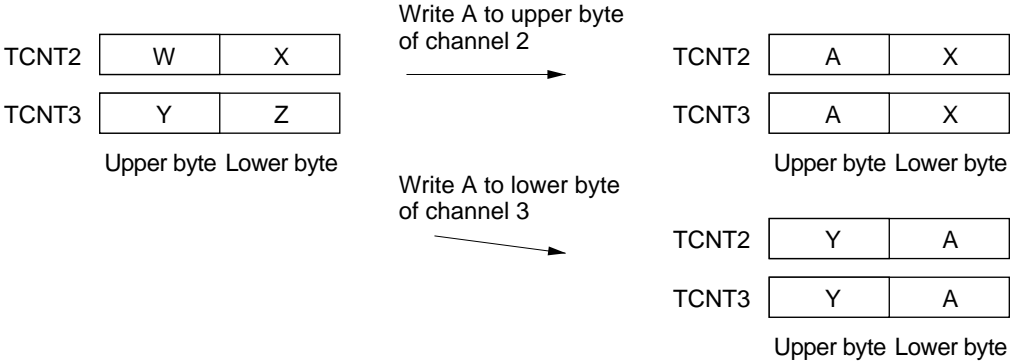 Write A to upper byte
of channel 2
TCNT2 W X
TCNT3 Y Z
Upper byte Lower byte
TCNT2 A X
TCNT3 A X
Upper byte Lower byte
Write A to lower byte
of channel 3
TCNT2 Y A
TCNT3 Y A
Upper byte Lower byte